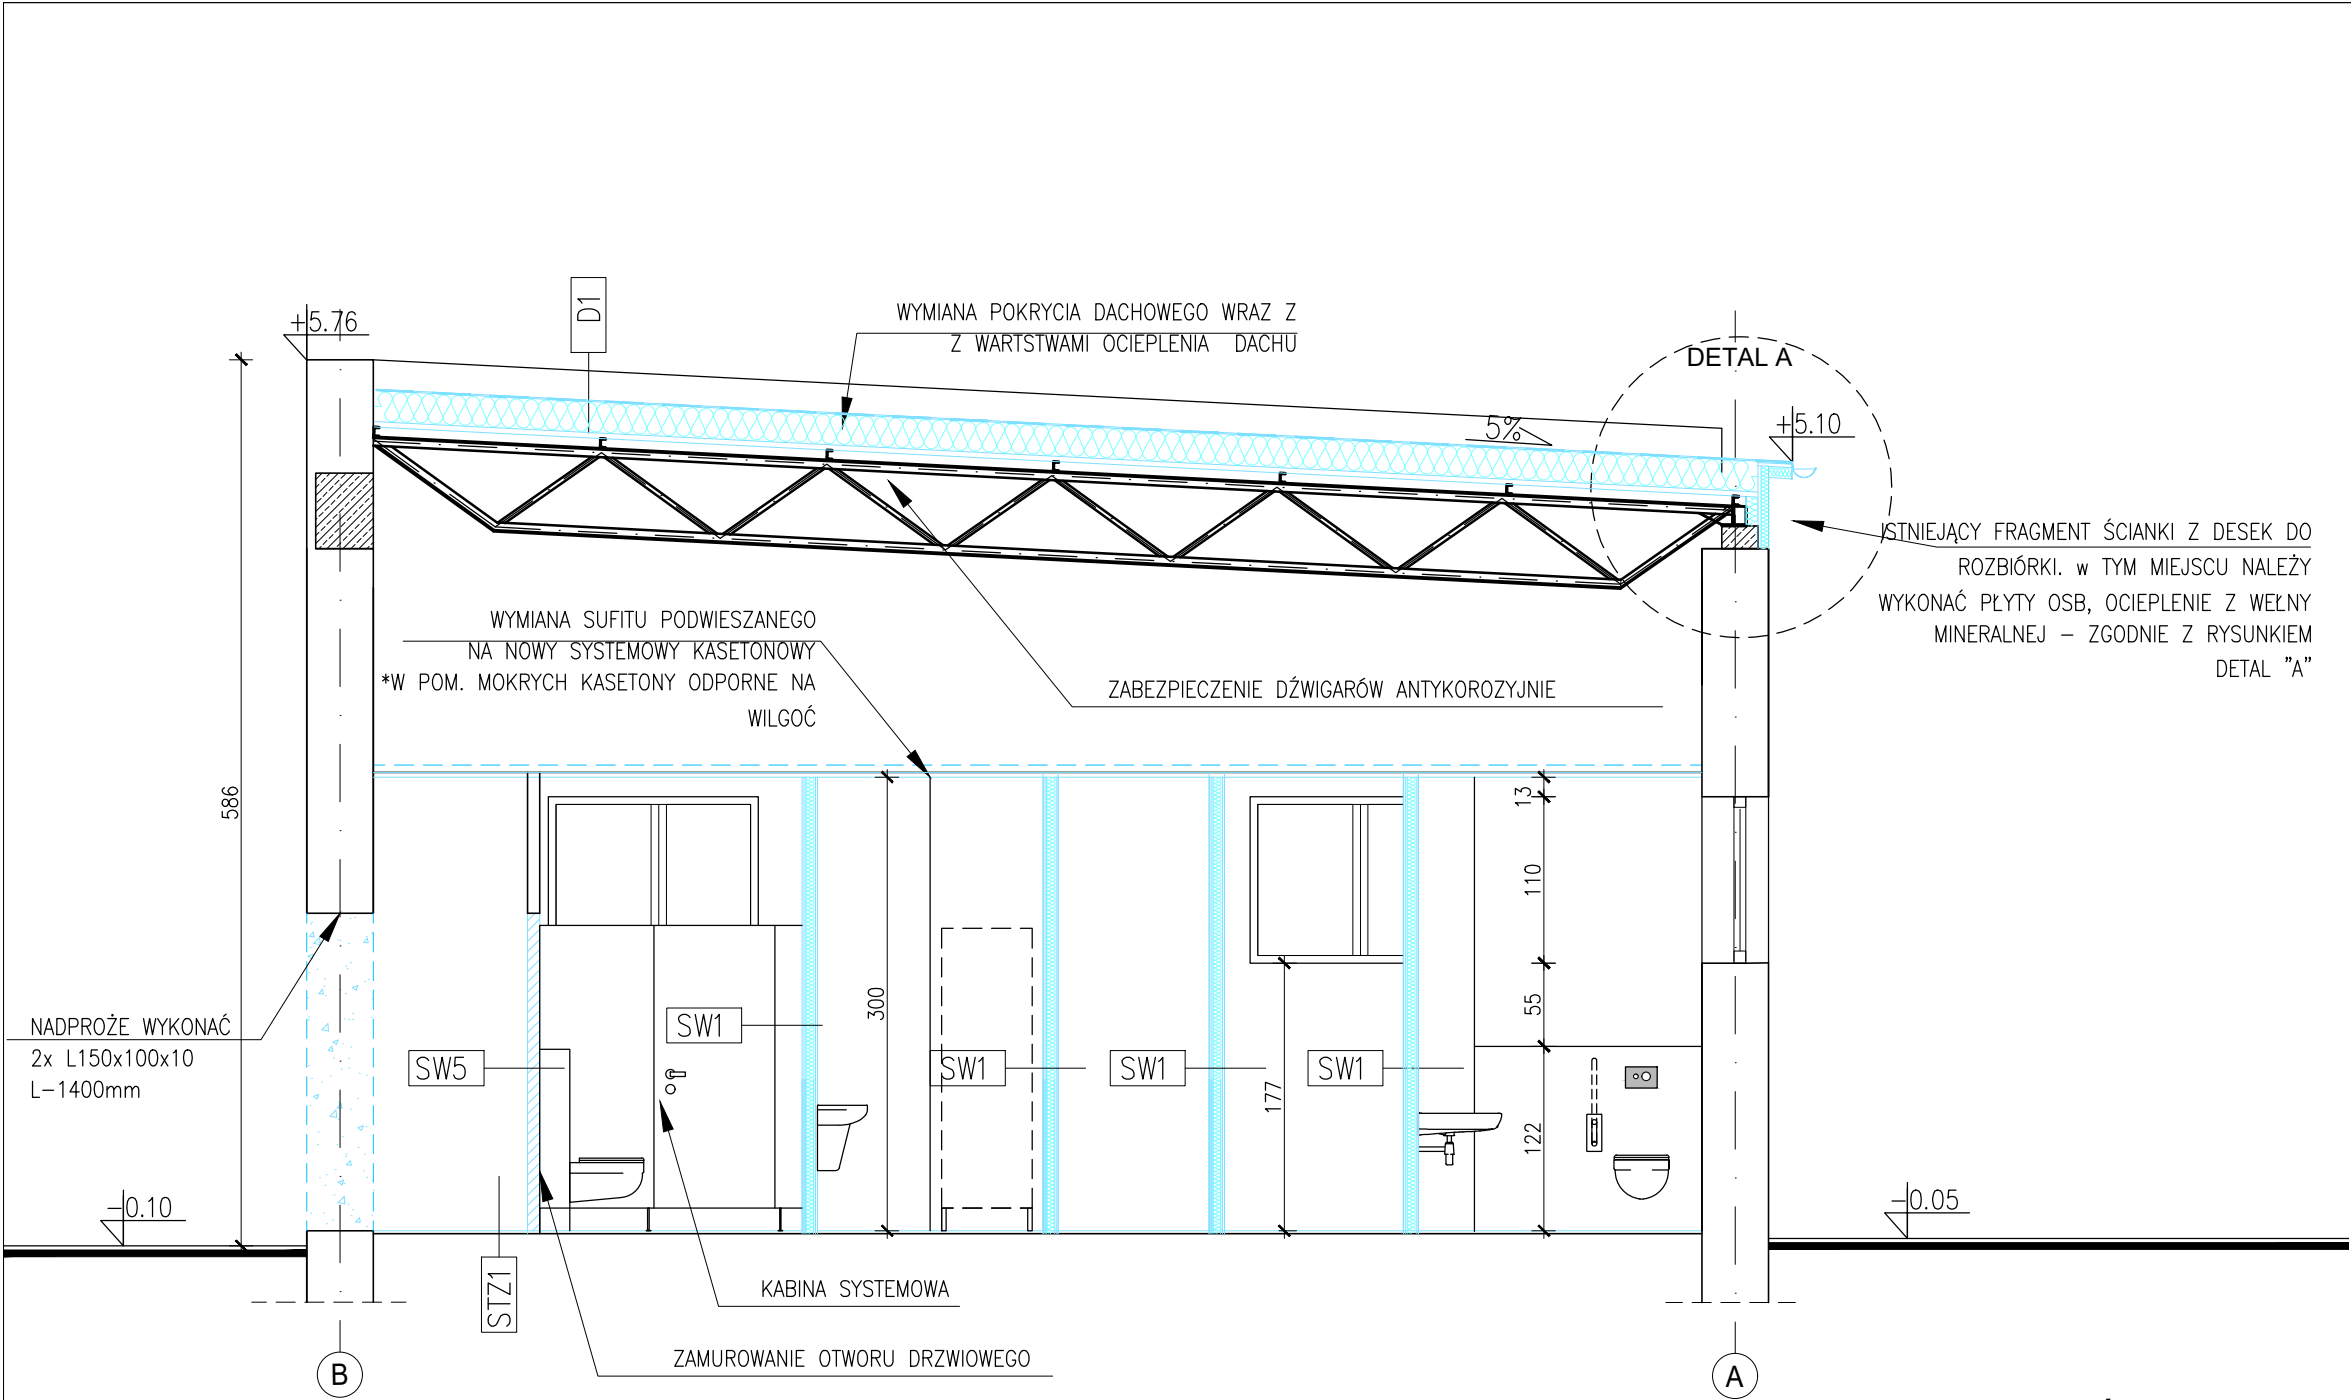 D1
WYMIANA POKRYCIA DACHOWEGO WRAZ Z
Z WARTSTWAMI OCIEPLENIA DACHU
+5.76
DETAL A
5%
+5.10
ISTNIEJĄCY FRAGMENT ŚCIANKI Z DESEK DO
ROZBIÓRKI. w TYM MIEJSCU NALEŻY
WYKONAĆ PŁYTY OSB, OCIEPLENIE Z WEŁNY
MINERALNEJ – ZGODNIE Z RYSUNKIEM
DETAL "A"
WYMIANA SUFITU PODWIESZANEGO
NA NOWY SYSTEMOWY KASETONOWY
*W POM. MOKRYCH KASETONY ODPORNE NA
WILGOĆ
ZABEZPIECZENIE DŹWIGARÓW ANTYKOROZYJNIE
586
13
110
300
55
177
122
NADPROŻE WYKONAĆ
2x L150x100x10
L-1400mm
SW5
SW1
SW1
SW1
SW1
-0.10
-0.05
STZ1
KABINA SYSTEMOWA
ZAMUROWANIE OTWORU DRZWIOWEGO
B
A